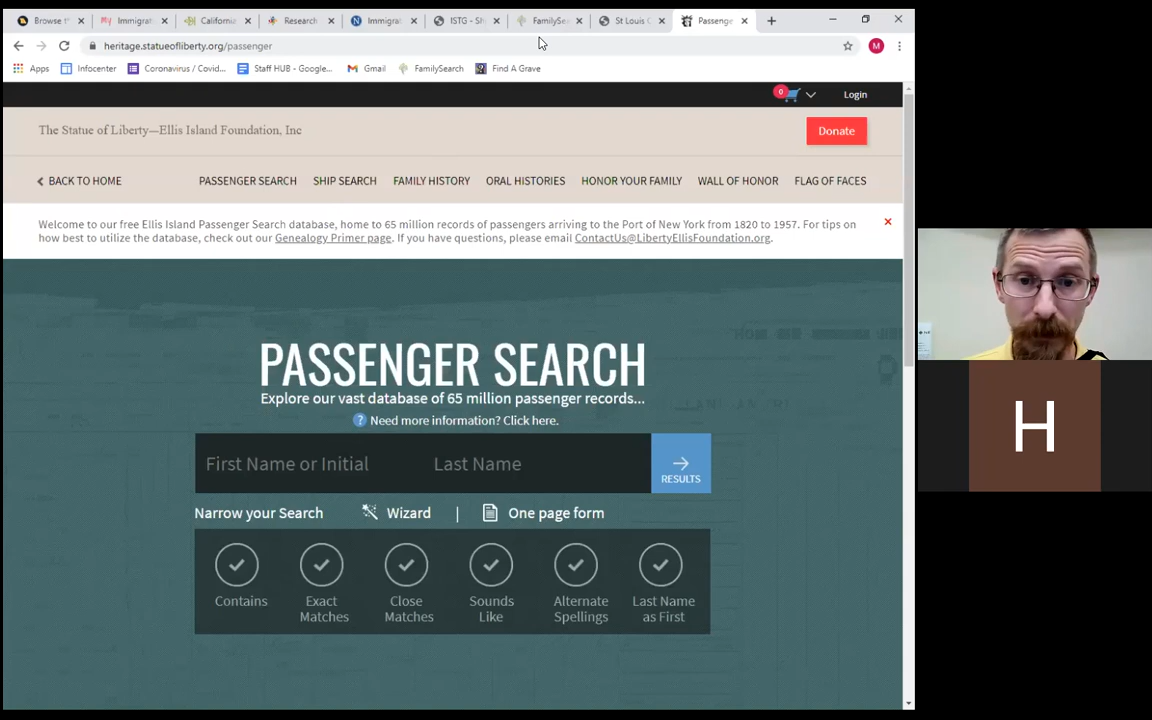 Browse t
Immigrat
California
Research
Immigrat
ISTG - Sh
FamilySea
St Louis C
Passenge
heritage.statueofliberty.org/passenger
M
Apps
Infocenter
Coronavirus / Covid...
Staff HUB - Google...
Gmail
FamilySearch
Find A Grave
0
Login
The Statue of Liberty—Ellis Island Foundation, Inc
Donate
BACK TO HOME
PASSENGER SEARCH
SHIP SEARCH
FAMILY HISTORY
ORAL HISTORIES
HONOR YOUR FAMILY
WALL OF HONOR
FLAG OF FACES
Welcome to our free Ellis Island Passenger Search database, home to 65 million records of passengers arriving to the Port of New York from 1820 to 1957. For tips on
how best to utilize the database, check out our Genealogy Primer page. If you have questions, please email ContactUs@LibertyEllisFoundation.org.
PASSENGER SEARCH
Explore our vast database of 65 million passenger records...
? Need more information? Click here.
First Name or Initial
Last Name
RESULTS
Narrow your Search
Wizard
|
One page form
Contains
Exact
Matches
Close
Matches
Sounds
Like
Alternate
Spellings
Last Name
as First
H